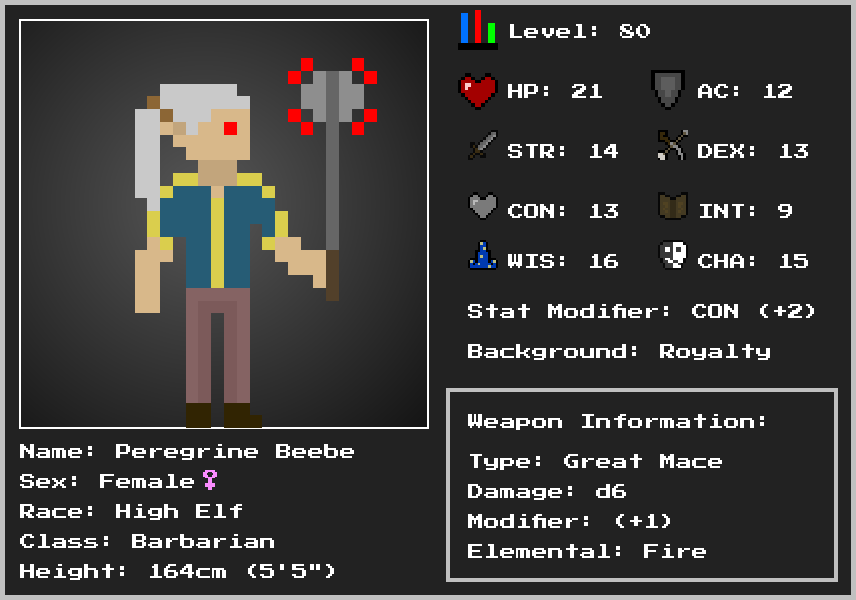 Level: 80
HP: 21
AC: 12
STR: 14
DEX: 13
CON: 13
INT: 9
WIS: 16
CHA: 15
Stat Modifier: CON (+2)
Background: Royalty
Weapon Information:
Type: Great Mace
Damage: d6
Modifier: (+1)
Elemental: Fire
Name: Peregrine Beebe
Sex: Female♀
Race: High Elf
Class: Barbarian
Height: 164cm (5'5")